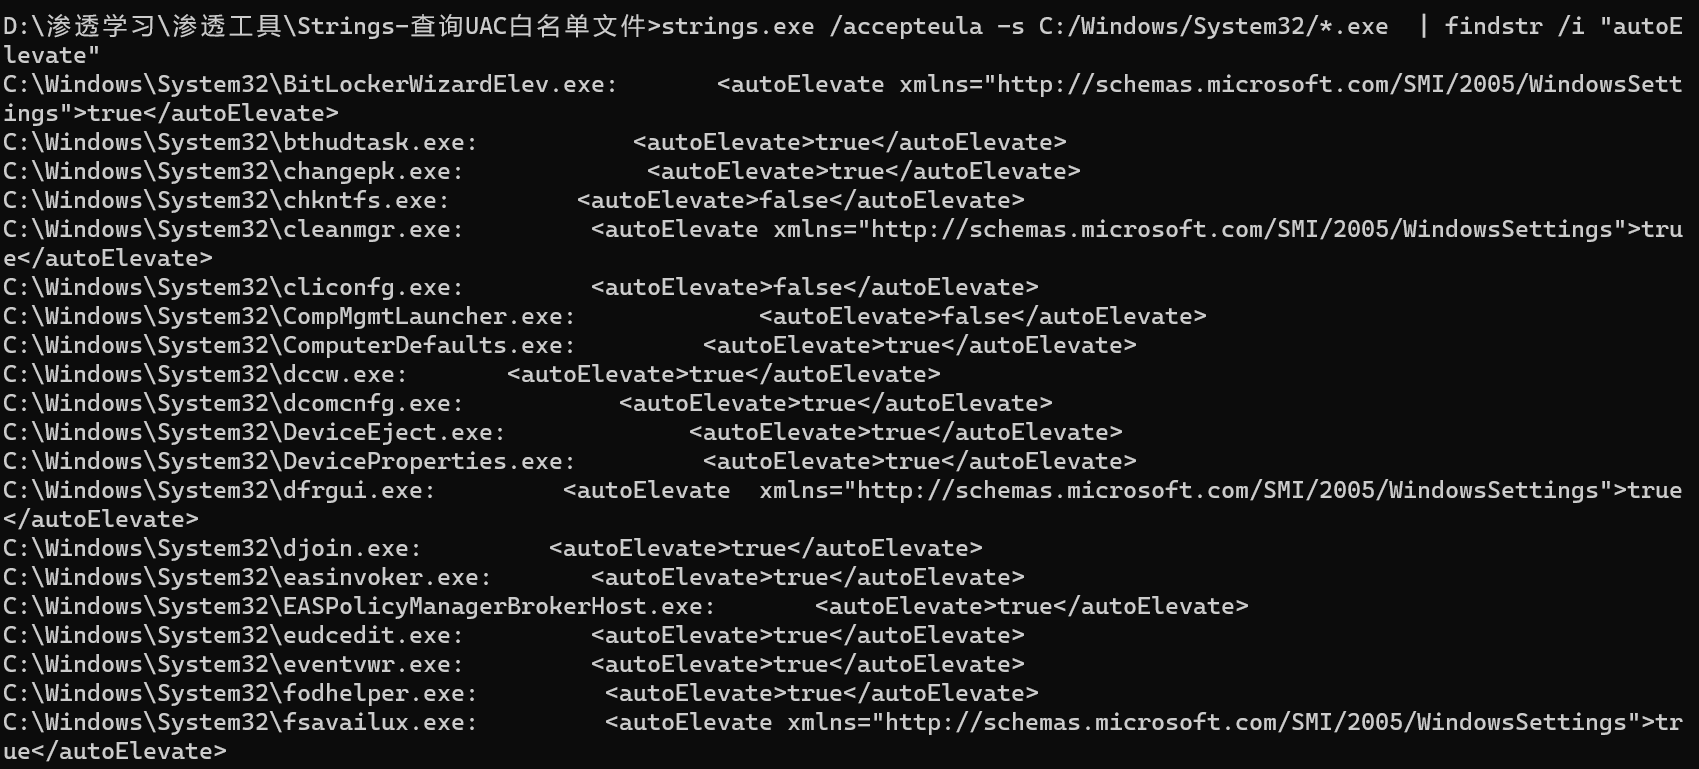 D:\渗透学习\渗透工具\Strings-查询UAC白名单文件>strings.exe /accepteula -s C:/Windows/System32/*.exe  | findstr /i "autoE
levate"
C:\Windows\System32\BitLockerWizardElev.exe:       <autoElevate xmlns="http://schemas.microsoft.com/SMI/2005/WindowsSett
ings">true</autoElevate>
C:\Windows\System32\bthudtask.exe:           <autoElevate>true</autoElevate>
C:\Windows\System32\changepk.exe:             <autoElevate>true</autoElevate>
C:\Windows\System32\chkntfs.exe:         <autoElevate>false</autoElevate>
C:\Windows\System32\cleanmgr.exe:         <autoElevate xmlns="http://schemas.microsoft.com/SMI/2005/WindowsSettings">tru
e</autoElevate>
C:\Windows\System32\cliconfg.exe:         <autoElevate>false</autoElevate>
C:\Windows\System32\CompMgmtLauncher.exe:             <autoElevate>false</autoElevate>
C:\Windows\System32\ComputerDefaults.exe:         <autoElevate>true</autoElevate>
C:\Windows\System32\dccw.exe:       <autoElevate>true</autoElevate>
C:\Windows\System32\dcomcnfg.exe:           <autoElevate>true</autoElevate>
C:\Windows\System32\DeviceEject.exe:             <autoElevate>true</autoElevate>
C:\Windows\System32\DeviceProperties.exe:         <autoElevate>true</autoElevate>
C:\Windows\System32\dfrgui.exe:         <autoElevate  xmlns="http://schemas.microsoft.com/SMI/2005/WindowsSettings">true
</autoElevate>
C:\Windows\System32\djoin.exe:         <autoElevate>true</autoElevate>
C:\Windows\System32\easinvoker.exe:       <autoElevate>true</autoElevate>
C:\Windows\System32\EASPolicyManagerBrokerHost.exe:       <autoElevate>true</autoElevate>
C:\Windows\System32\eudcedit.exe:         <autoElevate>true</autoElevate>
C:\Windows\System32\eventvwr.exe:         <autoElevate>true</autoElevate>
C:\Windows\System32\fodhelper.exe:         <autoElevate>true</autoElevate>
C:\Windows\System32\fsavailux.exe:         <autoElevate xmlns="http://schemas.microsoft.com/SMI/2005/WindowsSettings">tr
ue</autoElevate>